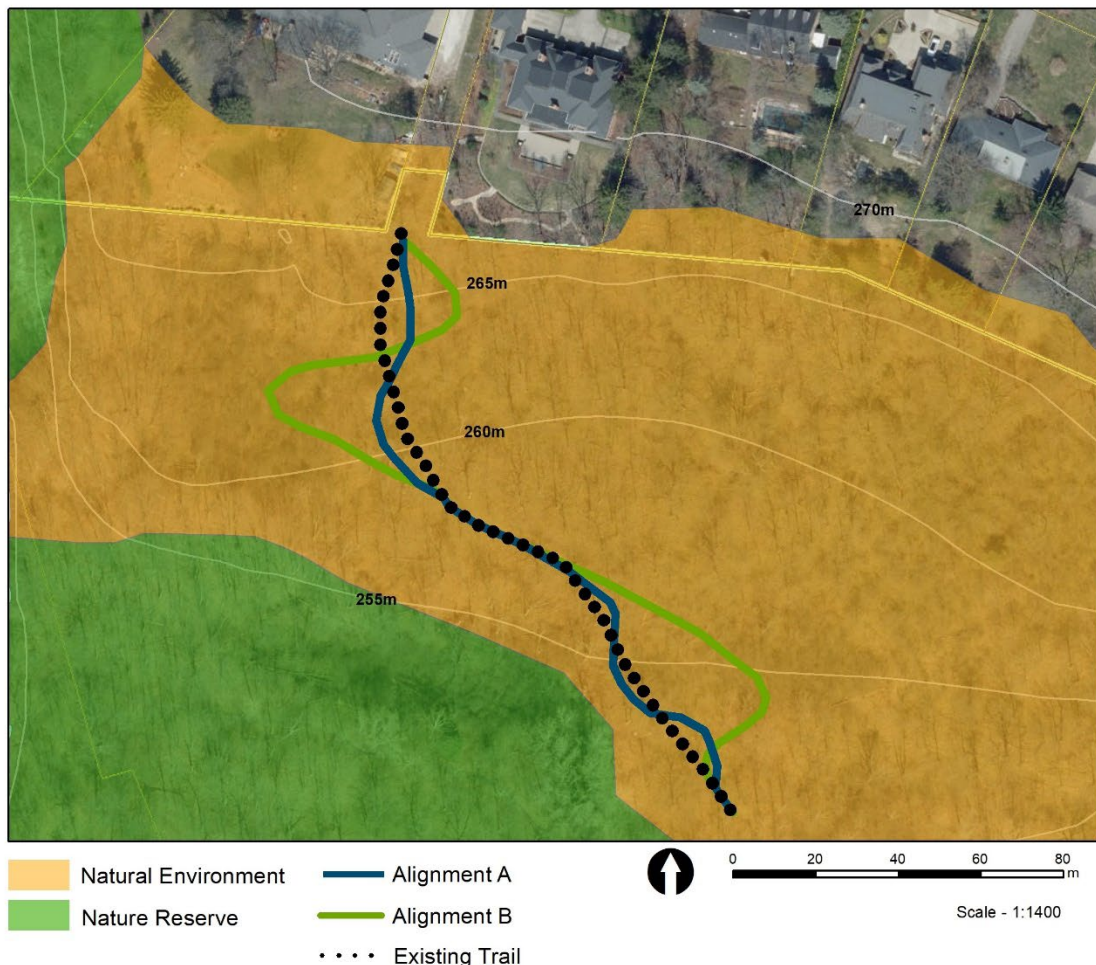 270m
265m
260m
255m
Natural Environment
Nature Reserve
Alignment A
Alignment B
Existing Trail
0 20 40 60 80
m
Scale - 1:1400